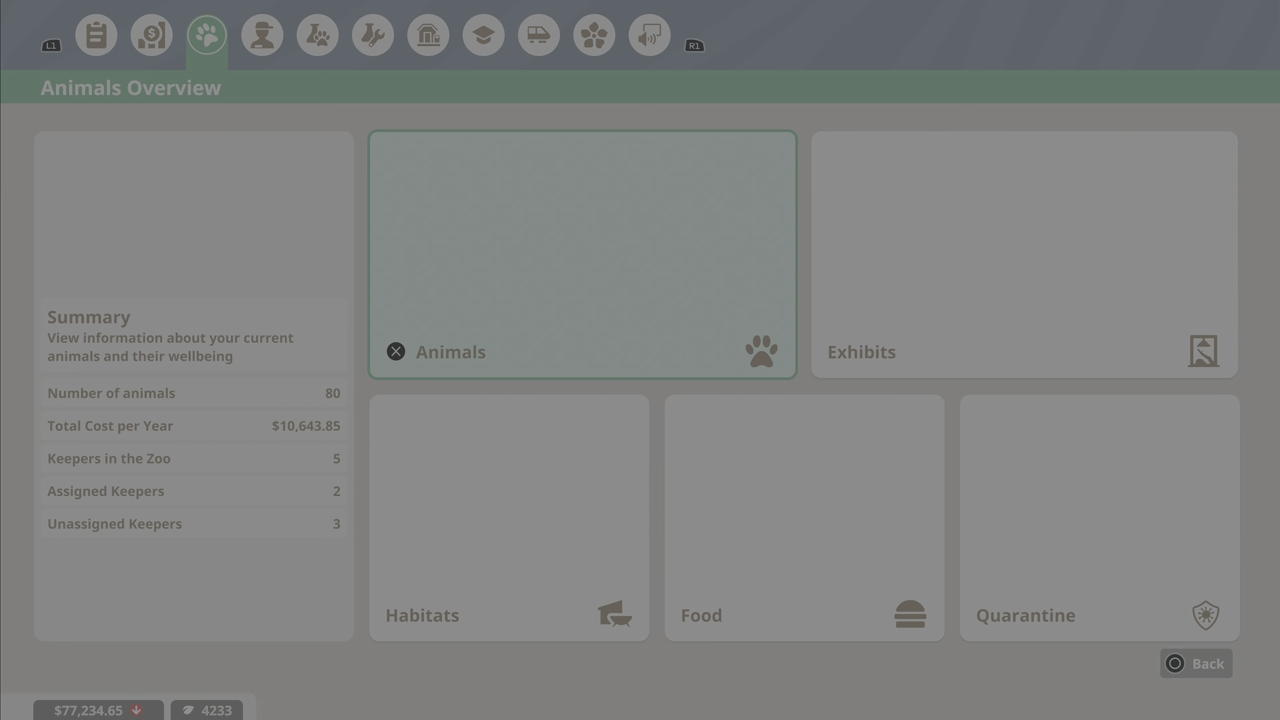 L1
R1
Animals Overview
Summary
View information about your current
animals and their wellbeing
Number of animals 80
Total Cost per Year $10,643.85
Keepers in the Zoo 5
Assigned Keepers 2
Unassigned Keepers 3
Animals
Exhibits
Habitats
Food
Quarantine
Back
$77,234.65
4233